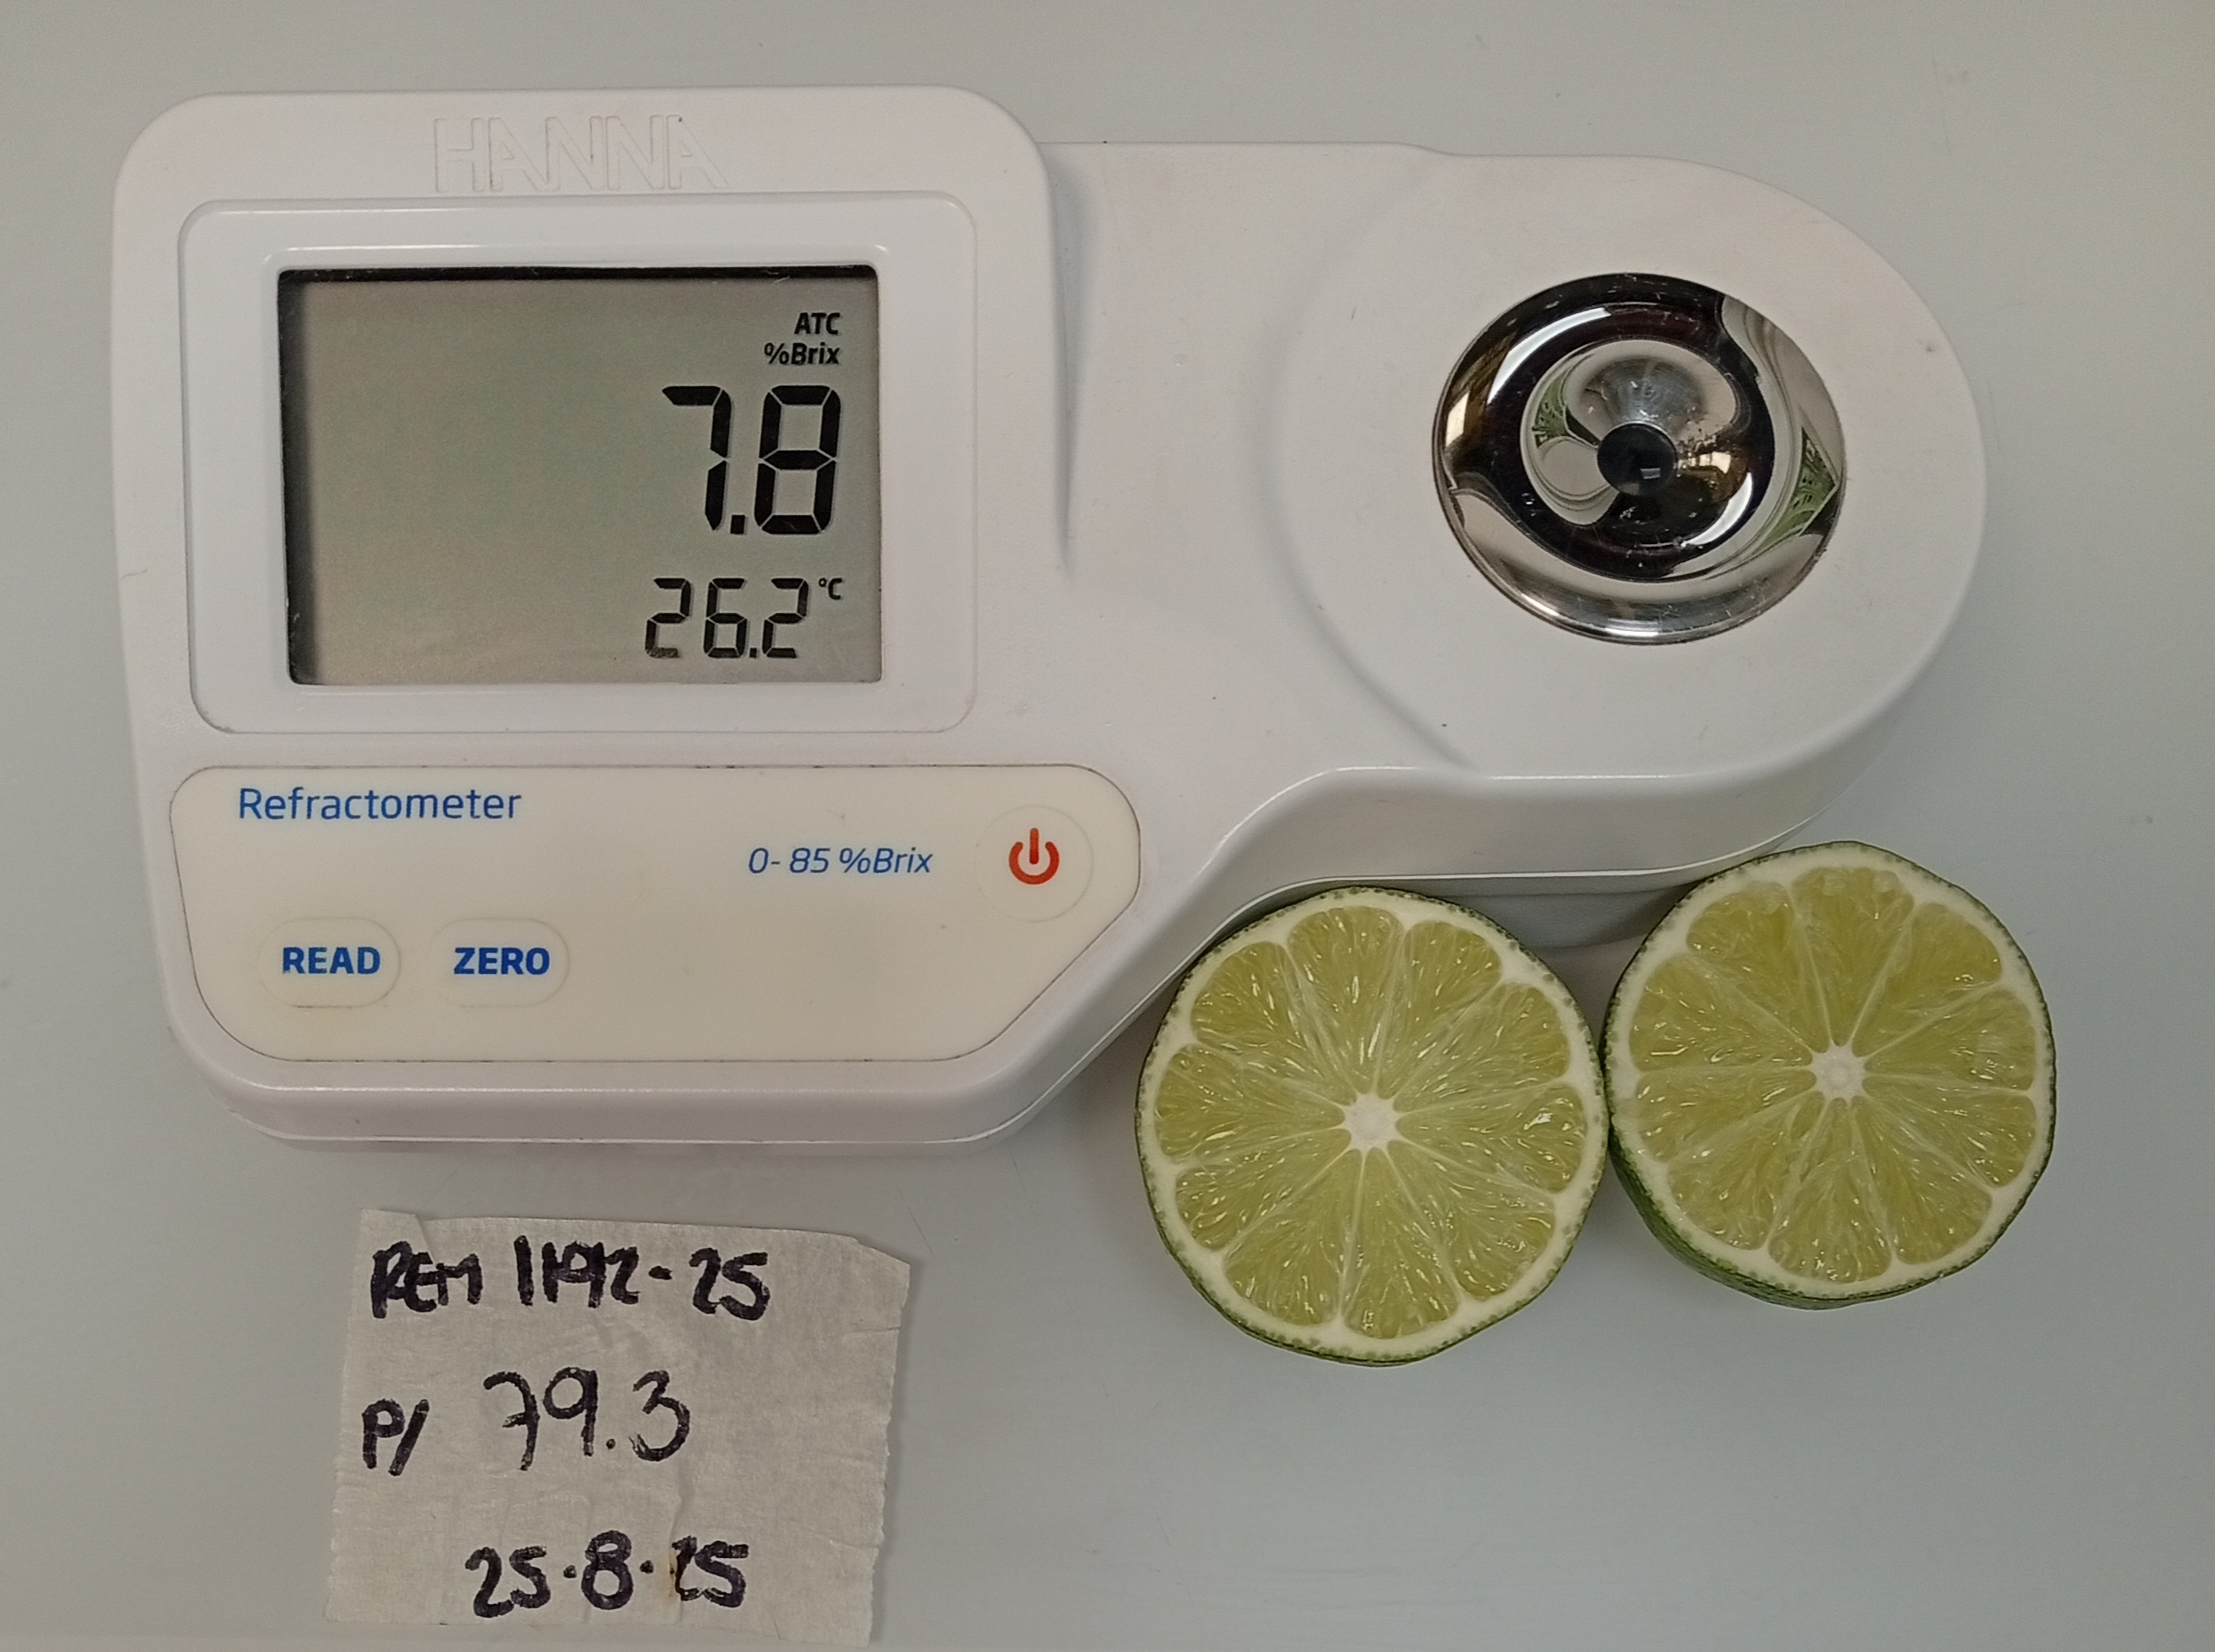 HANNA
ATC
%Brix
7.8
26.2 °C
Refractometer
0-85 %Brix
READ ZERO
REM 1192-25
P/ 79.3
25.8.25